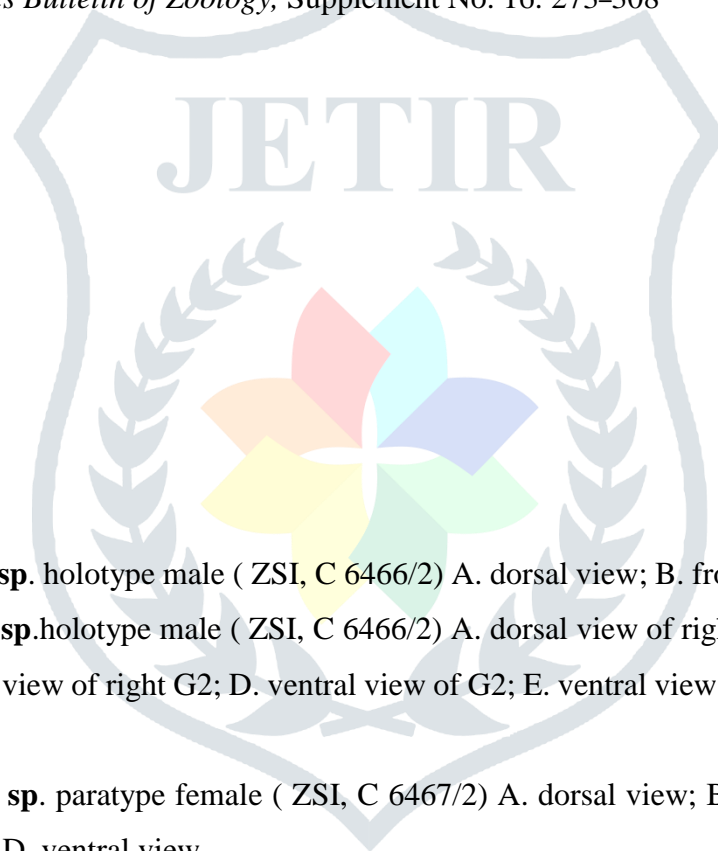 s Bulletin of Zoology, Supplement No. 16: 275–308
JETIR
sp. holotype male ( ZSI, C 6466/2) A. dorsal view; B. fro
sp.holotype male ( ZSI, C 6466/2) A. dorsal view of righ
view of right G2; D. ventral view of G2; E. ventral view
sp. paratype female ( ZSI, C 6467/2) A. dorsal view; B
D. ventral view